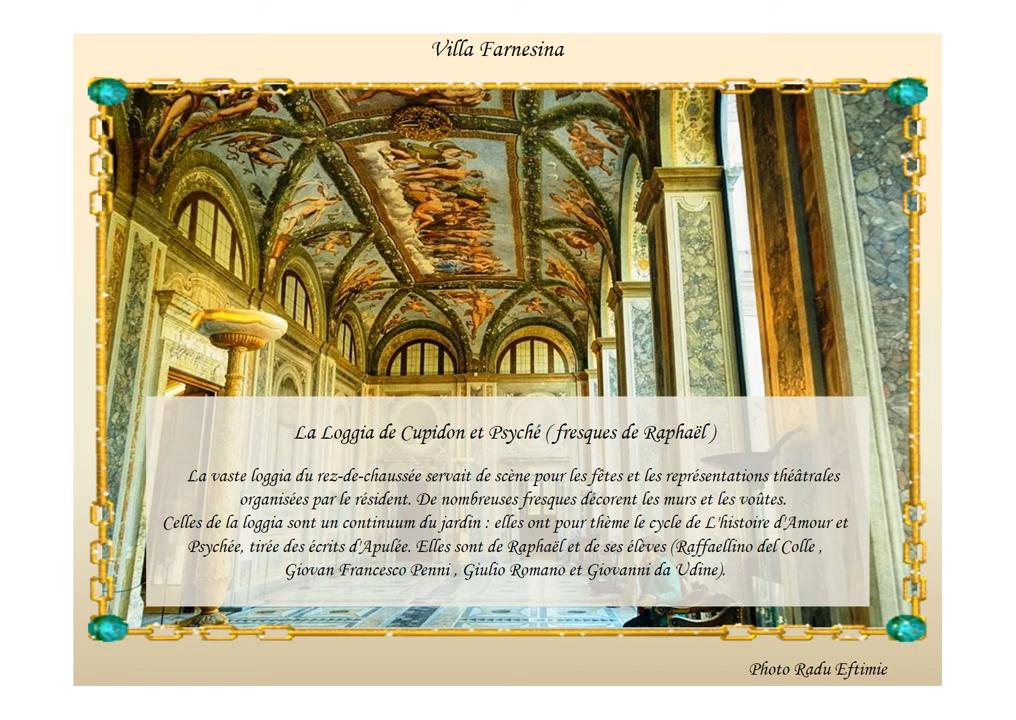 Villa Farnesina
La Loggia de Cupidon et Psyché ( fresques de Raphaël )
La vaste loggia du rez-de-chaussée servait de scène pour les fêtes et les représentations théâtrales
organisées par le résident. De nombreuses fresques décorent les murs et les voûtes.
Celles de la loggia sont un continuum du jardin : elles ont pour thème le cycle de L'histoire d'Amour et
Psychée, tirée des écrits d'Apulée. Elles sont de Raphaël et de ses élèves (Raffaellino del Colle ,
Giovan Francesco Penni , Giulio Romano et Giovanni da Udine).
Photo Radu Eftimie